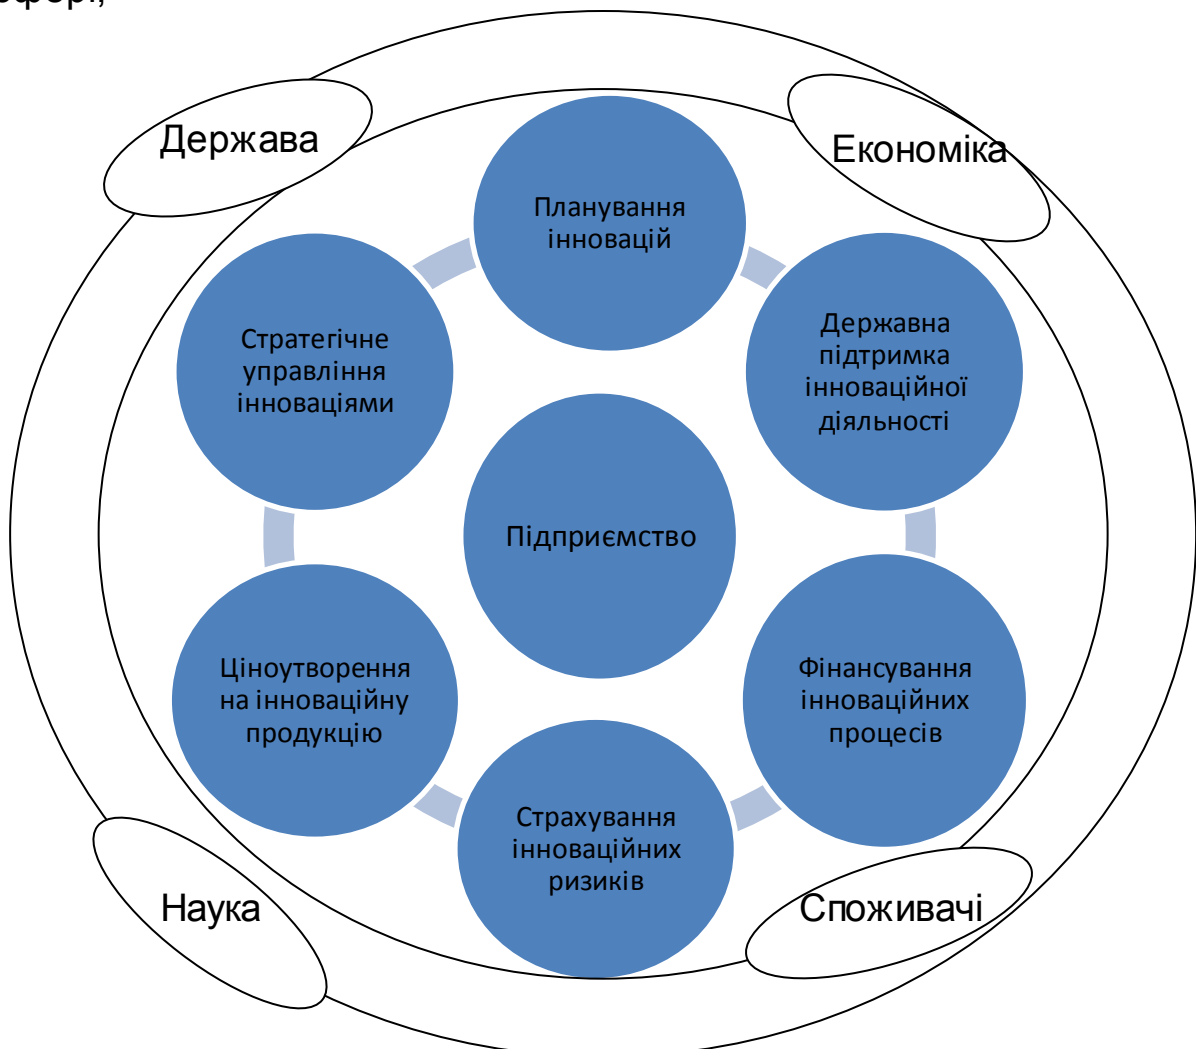 сфері,
Держава
Економіка
Планування
інновацій
Стратегічне
управління
інноваціями
Державна
підтримка
інноваційної
діяльності
Підприємство
Ціноутворення
на інноваційну
продукцію
Фінансування
інноваційних
процесів
Страхування
інноваційних
ризиків
Наука
Споживачі